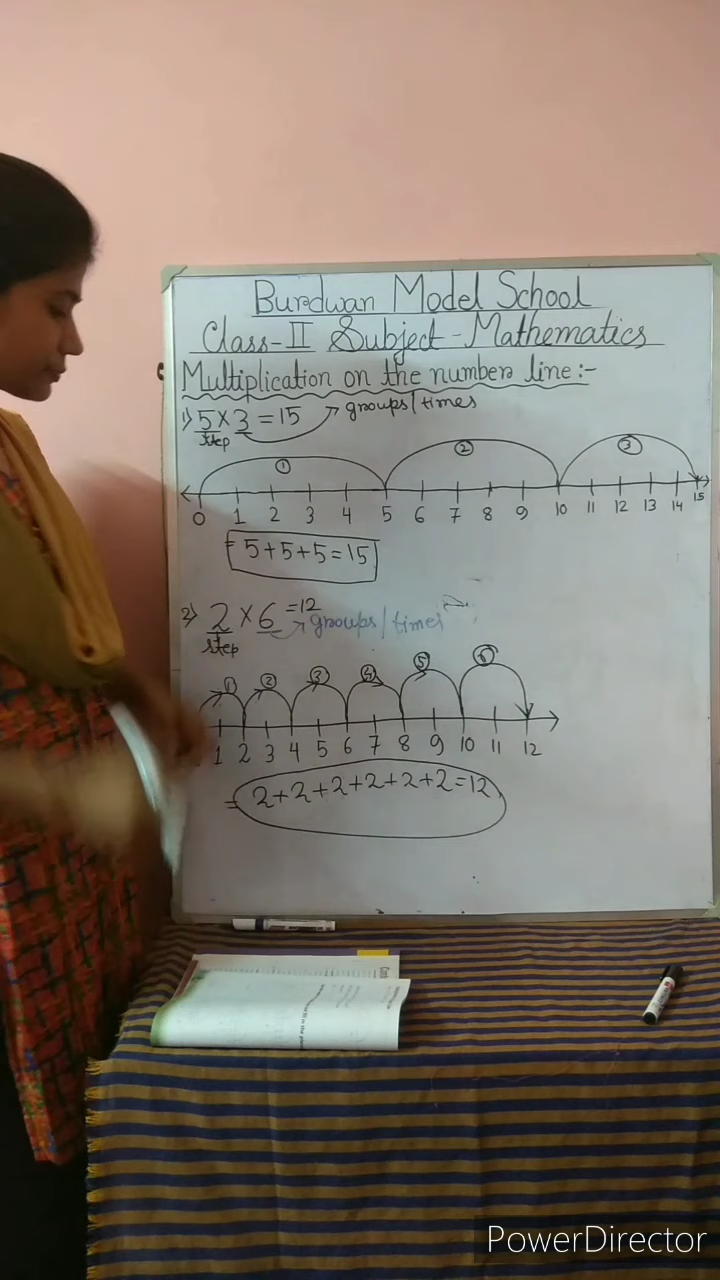 Burdwan Model School
Class-II Subject-Mathematics
Multiplication on the number line:-
1) 5 × 3 = 15 groups/times
step
1 2 3
0 1 2 3 4 5 6 7 8 9 10 11 12 13 14 15
= 5+5+5=15
2) 2 × 6 =12 groups/times
step
1 2 3 4 5 6
1 2 3 4 5 6 7 8 9 10 11 12
= 2+2+2+2+2+2=12
PowerDirector